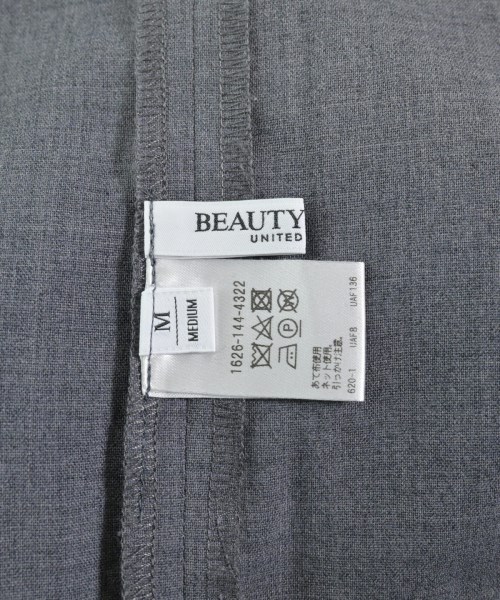 BEAUTY
UNITED
M
MEDIUM
1626-144-4322
あて布使用
ネット使用。
引っかけ注意。
620-1 UAFB UAF136